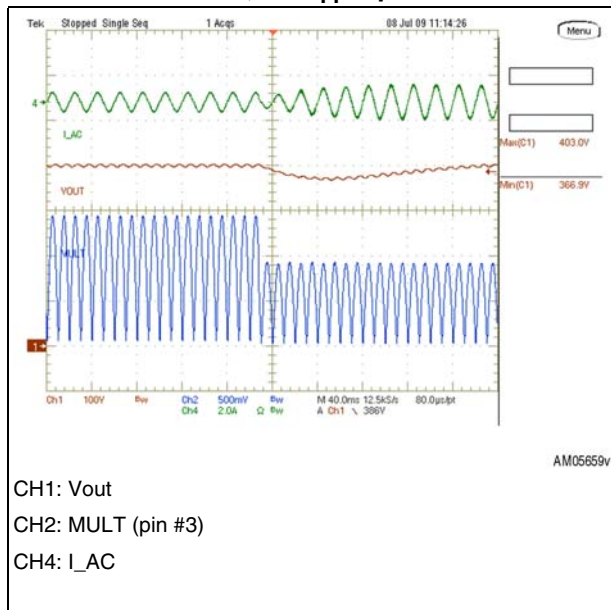 Tek Stopped Single Seq 1 Acqs 08 Jul 09 11:14:26
Menu
4
I_AC
Max(C1) 403.0V
VOUT
Min(C1) 366.9V
MULT
1
Ch1 100V Bw Ch2 500mV Bw M 40.0ms 12.5kS/s 80.0µs/pt
Ch4 2.0A Ω Bw A Ch1 \ 386V
AM05659v
CH1: Vout
CH2: MULT (pin #3)
CH4: I_AC